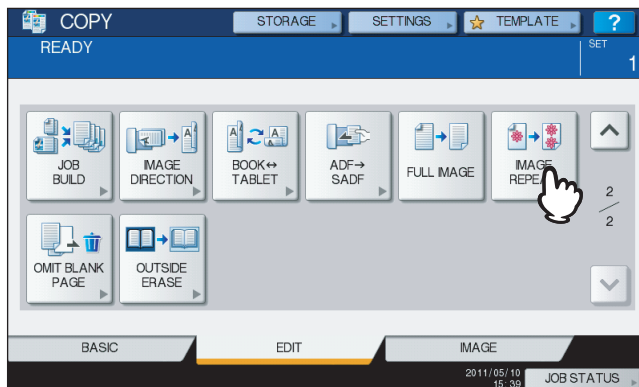 COPY
STORAGE
SETTINGS
TEMPLATE
?
READY
SET
1
JOB
BUILD
IMAGE
DIRECTION
BOOK↔
TABLET
ADF→
SADF
FULL IMAGE
IMAGE
REPEA
2
2
OMIT BLANK
PAGE
OUTSIDE
ERASE
BASIC
EDIT
IMAGE
2011/05/10
15:39
JOB STATUS